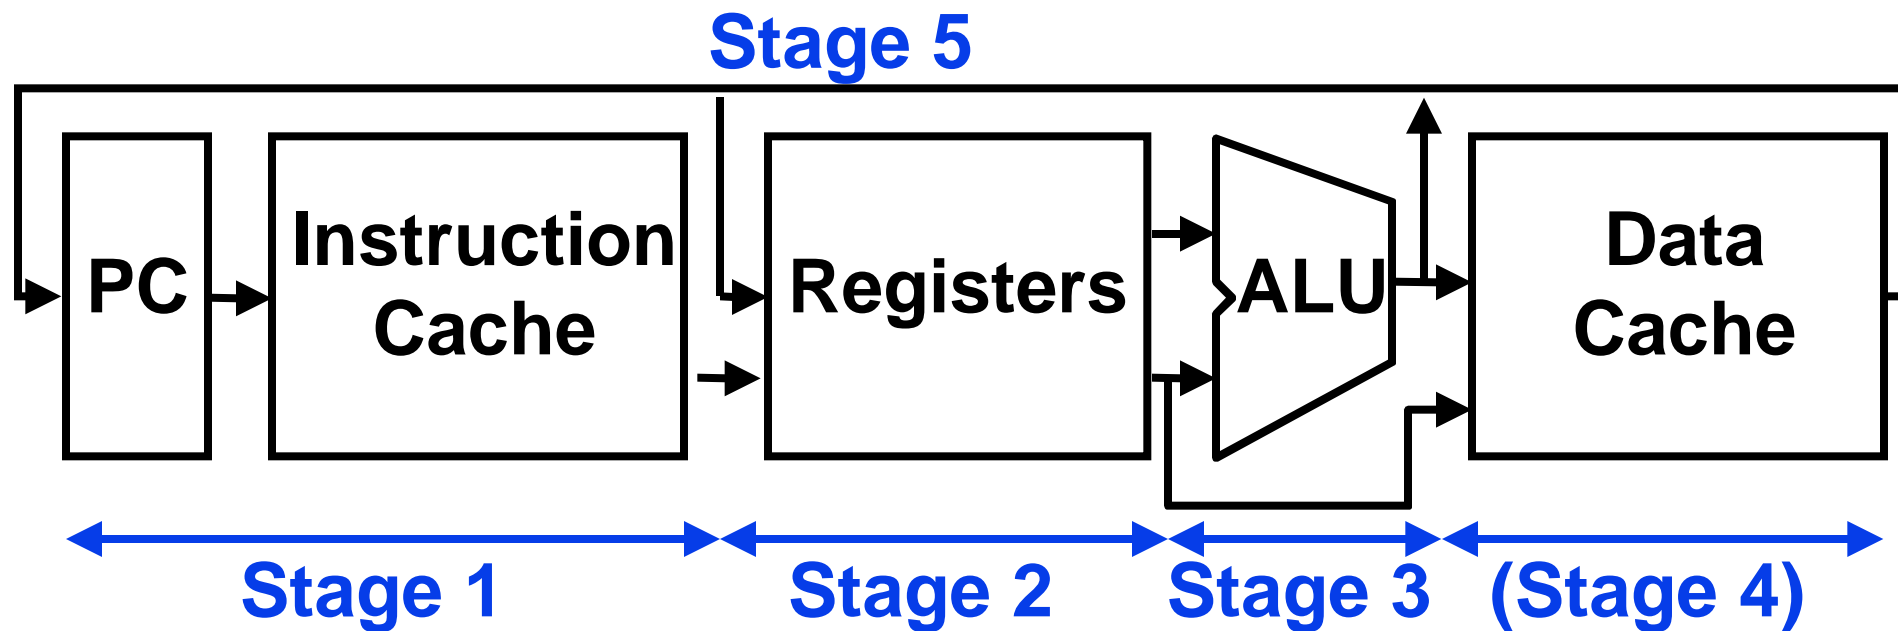 Stage 5
PC
Instruction
Cache
Registers
ALU
Data
Cache
Stage 1
Stage 2
Stage 3
(Stage 4)